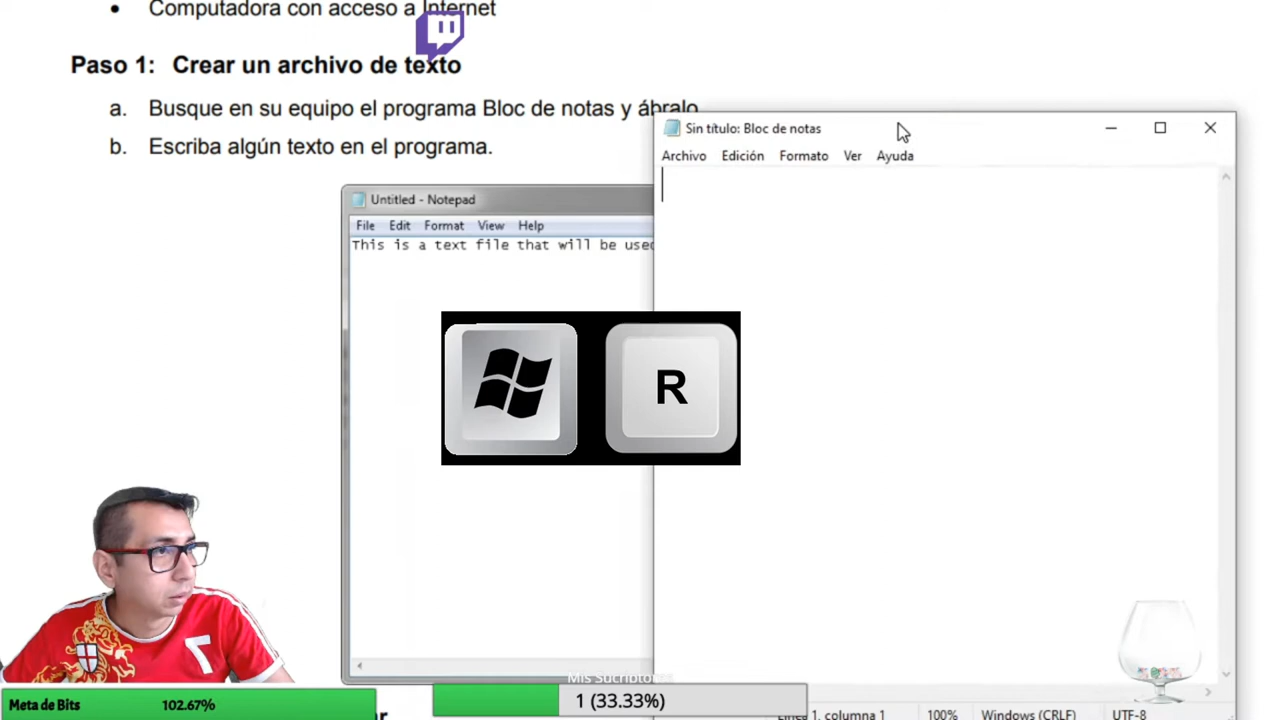 Computadora con acceso a Internet
Paso 1: Crear un archivo de texto
a. Busque en su equipo el programa Bloc de notas y ábralo
b. Escriba algún texto en el programa.
Sin título: Bloc de notas
Archivo Edición Formato Ver Ayuda
Untitled - Notepad
File Edit Format View Help
This is a text file that will be used
R
7
Mis Sucriptor
Meta de Bits 102.67%
1 (33.33%)
Línea 1, columna 1 100% Windows (CRLF) UTF-8